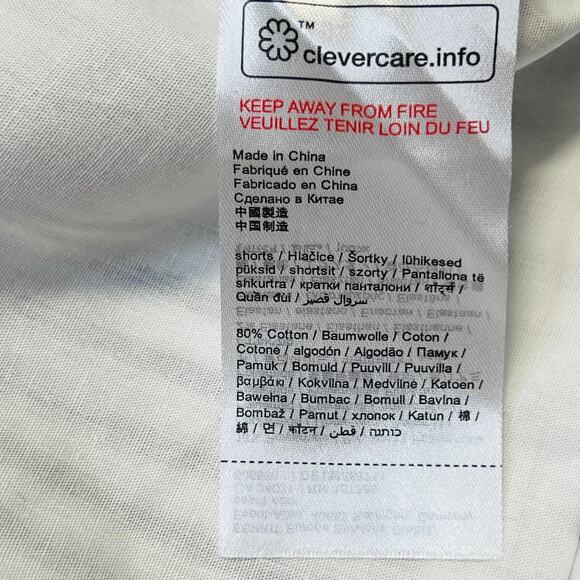 TM
clevercare.info
KEEP AWAY FROM FIRE
VEUILLEZ TENIR LOIN DU FEU
Made in China
Fabriqué en Chine
Fabricado en China
Сделано в Китае
中國製造
中国制造
shorts / Hlačice / Šortky / lühikesed
püksid / shortsit / szorty / Pantallona të
shkurtra / кратки панталони / शॉर्ट्स /
Quần đùi / سروال قصير
80% Cotton / Baumwolle / Coton /
Cotone / algodón / Algodão / Памук /
Pamuk / Bomuld / Puuvill / Puuvilla /
βαμβάκι / Kokvilna / Medvilnė / Katoen /
Bawełna / Bumbac / Bomull / Bavlna /
Bombaž / Pamut / хлопок / Katun / 棉 /
綿 / 면 / कॉटन / قطن / כותנה